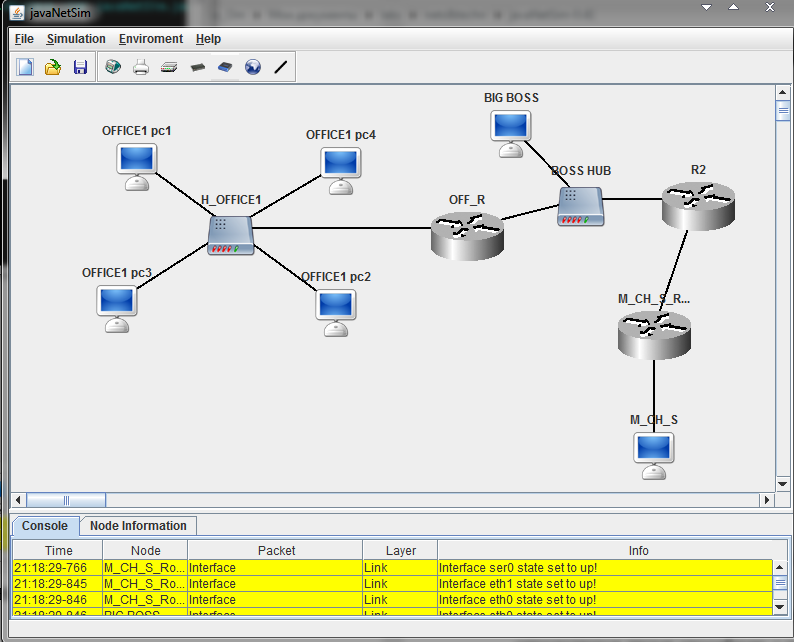 javaNetSim
File Simulation Enviroment Help
BIG BOSS
OFFICE1 pc1
OFFICE1 pc4
BOSS HUB
R2
H_OFFICE1
OFF_R
OFFICE1 pc3
OFFICE1 pc2
M_CH_S_R...
M_CH_S
Console Node Information
Time Node Packet Layer Info
21:18:29-766 M_CH_S_Ro... Interface Link Interface ser0 state set to up!
21:18:29-845 M_CH_S_Ro... Interface Link Interface eth1 state set to up!
21:18:29-846 M_CH_S_Ro... Interface Link Interface eth0 state set to up!
21:18:29-846 BIG BOSS Interface Link Interface eth0 state set to up!